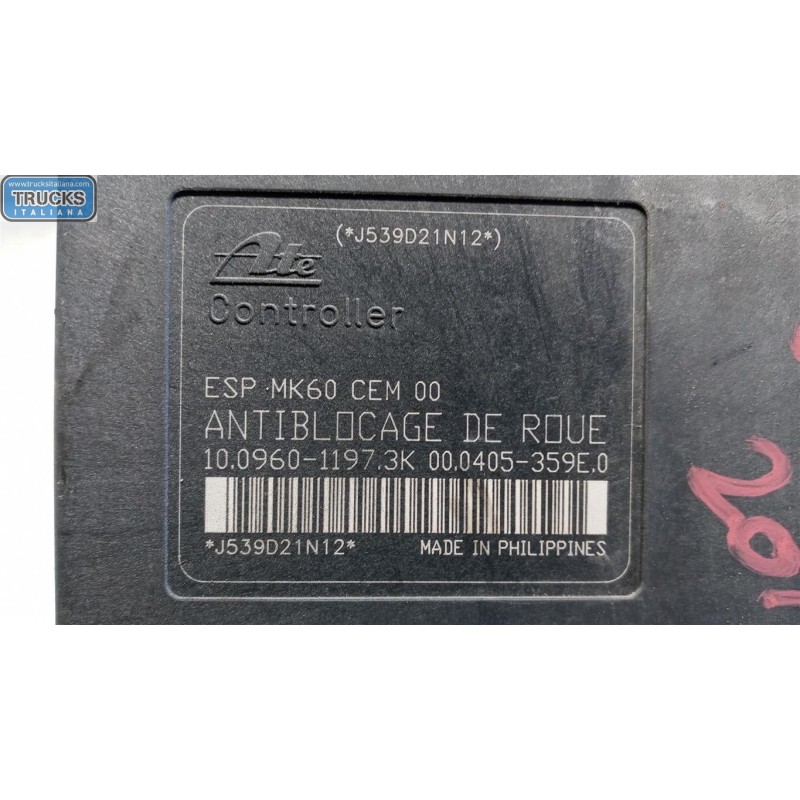 www.trucksitaliana.com
TRUCKS
ITALIANA
(*J539D21N12*)
Ate
Controller
ESP MK60 CEM 00
ANTIBLOCAGE DE ROUE
10.0960-1197.3K 00.0405-359E.0
*J539D21N12* MADE IN PHILIPPINES